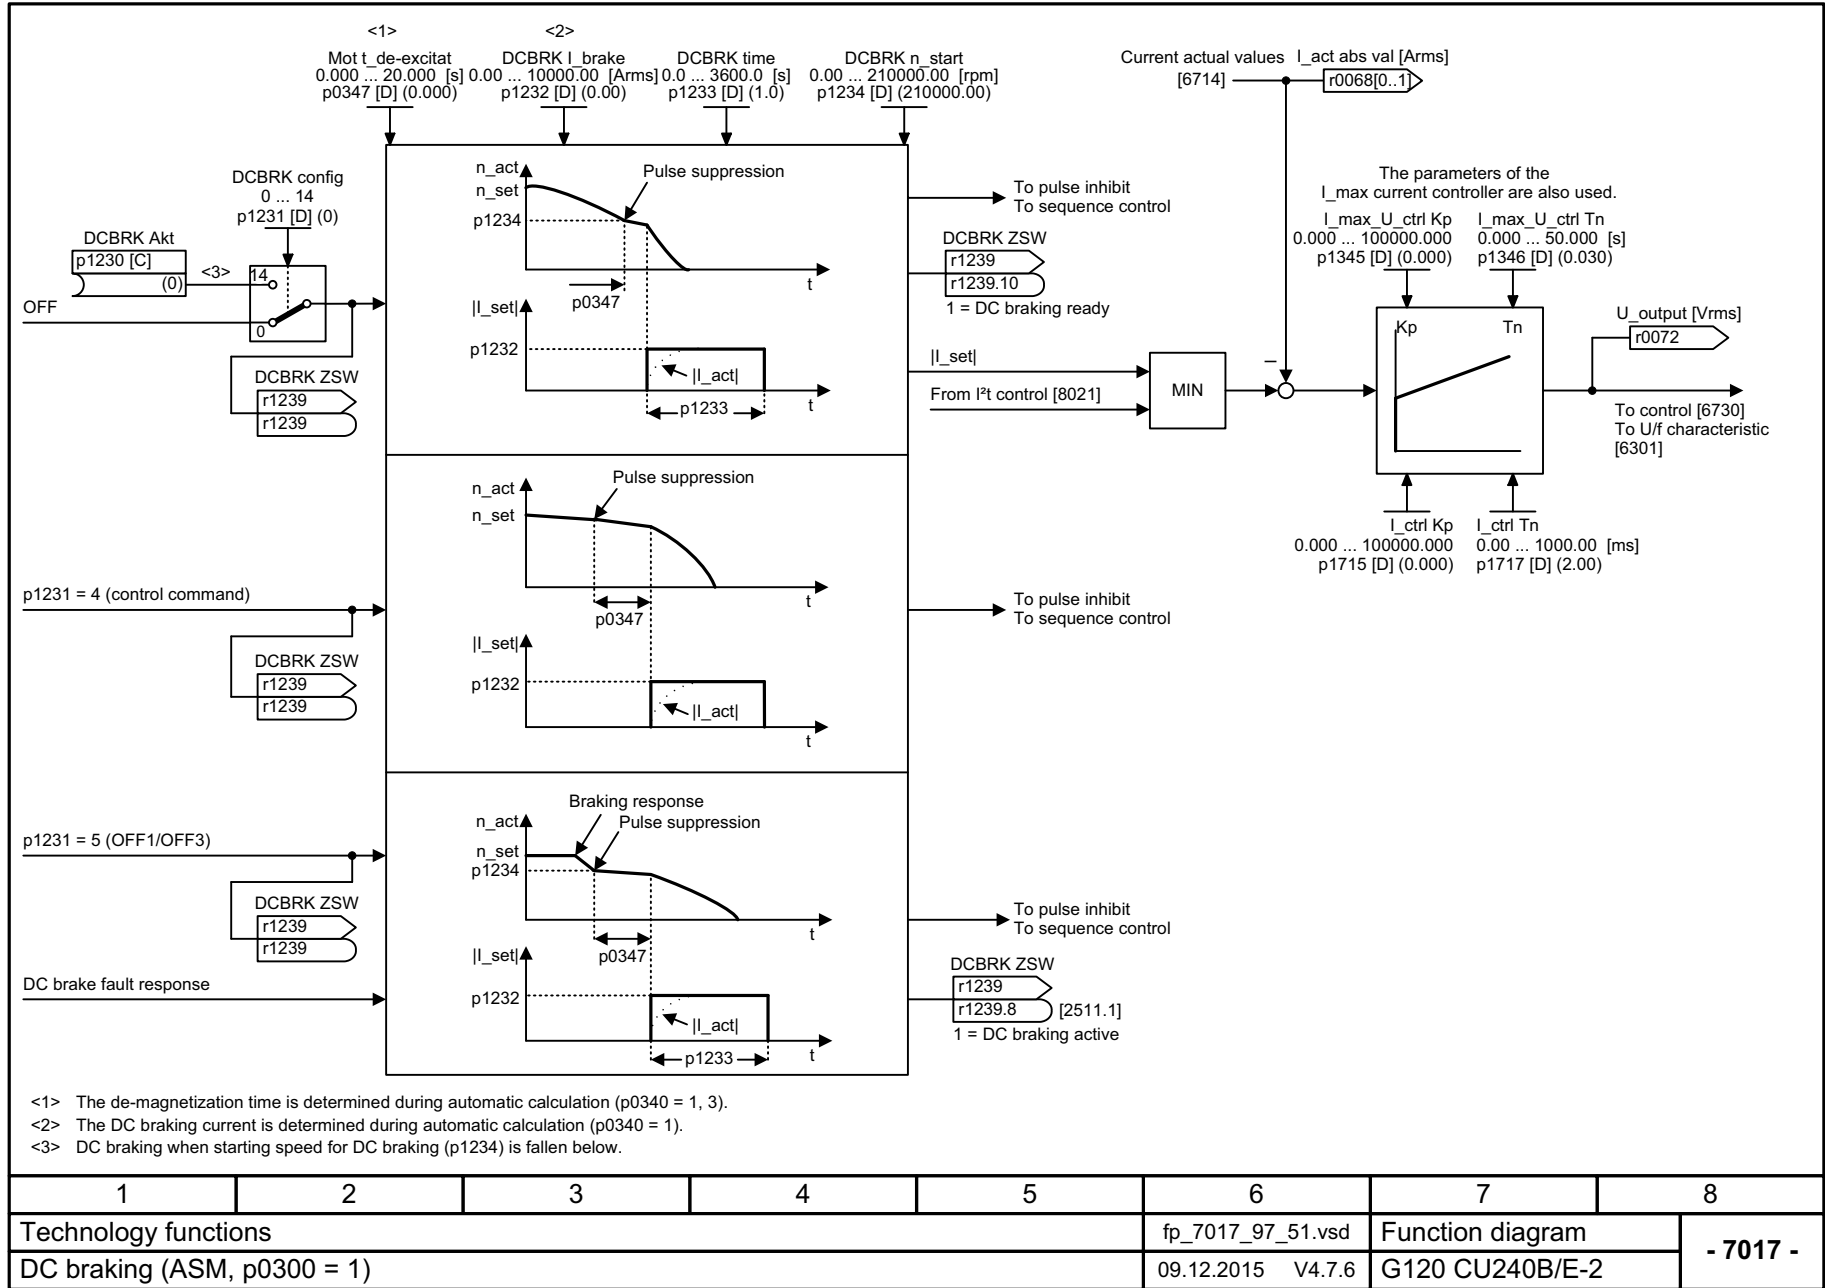 <1>
Mot t_de-excitat
0.000 ... 20.000 [s]
p0347 [D] (0.000)
<2>
DCBRK I_brake
0.00 ... 10000.00 [Arms]
p1232 [D] (0.00)
DCBRK time
0.0 ... 3600.0 [s]
p1233 [D] (1.0)
DCBRK n_start
0.00 ... 210000.00 [rpm]
p1234 [D] (210000.00)
Current actual values
[6714]
I_act abs val [Arms]
r0068[0..1]
DCBRK config
0 ... 14
p1231 [D] (0)
DCBRK Akt
p1230 [C]
(0)
<3>
14
0
OFF
DCBRK ZSW
r1239
r1239
n_act
n_set
p1234
Pulse suppression
t
p0347
|I_set|
p1232
|I_act|
p1233
t
To pulse inhibit
To sequence control
DCBRK ZSW
r1239
r1239.10
1 = DC braking ready
|I_set|
From I²t control [8021]
MIN
–
The parameters of the
I_max current controller are also used.
I_max_U_ctrl Kp
0.000 ... 100000.000
p1345 [D] (0.000)
I_max_U_ctrl Tn
0.000 ... 50.000 [s]
p1346 [D] (0.030)
Kp
Tn
U_output [Vrms]
r0072
To control [6730]
To U/f characteristic
[6301]
I_ctrl Kp
0.000 ... 100000.000
p1715 [D] (0.000)
I_ctrl Tn
0.00 ... 1000.00 [ms]
p1717 [D] (2.00)
p1231 = 4 (control command)
DCBRK ZSW
r1239
r1239
n_act
n_set
Pulse suppression
t
p0347
|I_set|
p1232
|I_act|
t
To pulse inhibit
To sequence control
p1231 = 5 (OFF1/OFF3)
DCBRK ZSW
r1239
r1239
DC brake fault response
Braking response
Pulse suppression
n_act
n_set
p1234
t
p0347
|I_set|
p1232
|I_act|
p1233
t
To pulse inhibit
To sequence control
DCBRK ZSW
r1239
r1239.8
[2511.1]
1 = DC braking active
<1> The de-magnetization time is determined during automatic calculation (p0340 = 1, 3).
<2> The DC braking current is determined during automatic calculation (p0340 = 1).
<3> DC braking when starting speed for DC braking (p1234) is fallen below.
1 2 3 4 5 6 7 8
Technology functions
fp_7017_97_51.vsd
Function diagram
- 7017 -
DC braking (ASM, p0300 = 1)
09.12.2015 V4.7.6
G120 CU240B/E-2